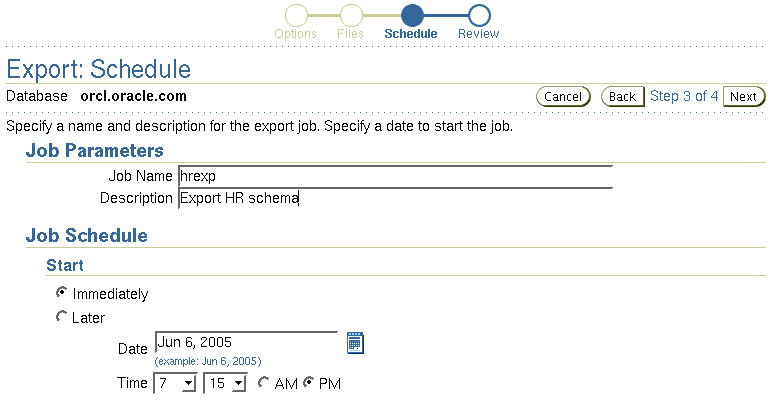 Options Files Schedule Review
Export: Schedule
Database orcl.oracle.com Cancel Back Step 3 of 4 Next
Specify a name and description for the export job. Specify a date to start the job.
Job Parameters
Job Name hrexp
Description Export HR schema
Job Schedule
Start
Immediately
Later
Date Jun 6, 2005
(example: Jun 6, 2005)
Time 7 15 AM PM